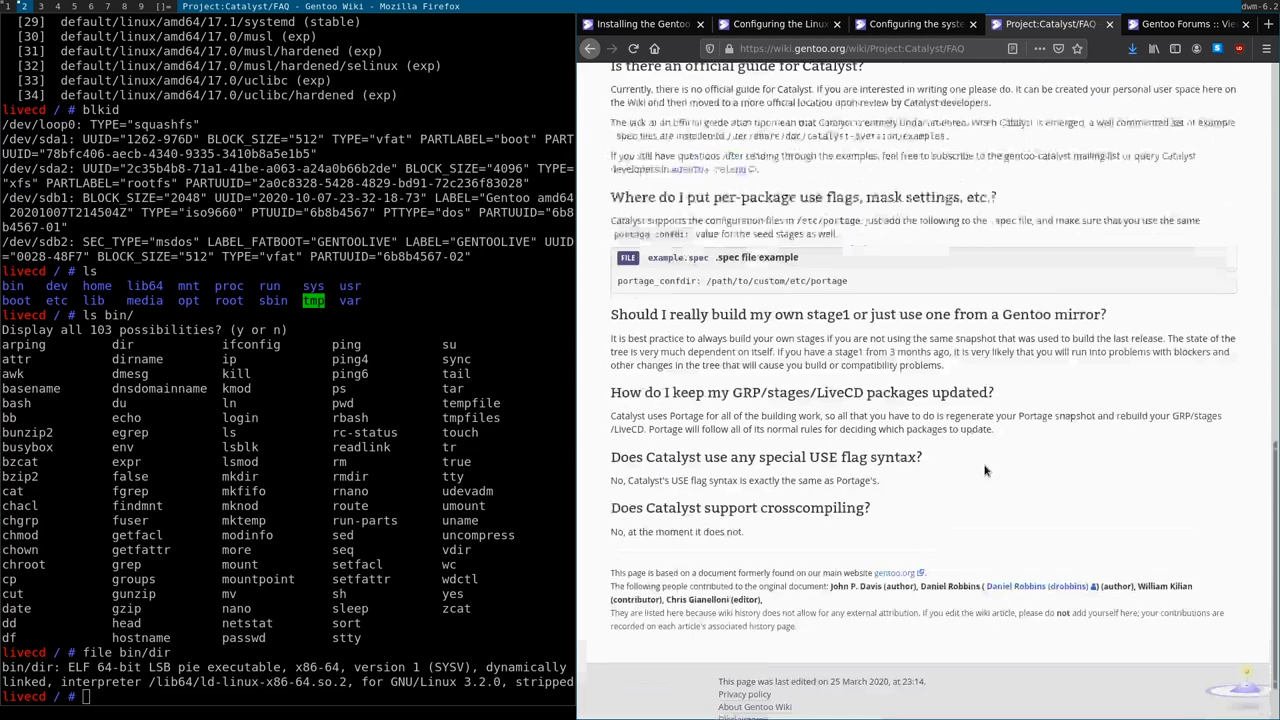 1 2 3 4 5 6 7 8 9 []= Project:Catalyst/FAQ - Gentoo Wiki - Mozilla Firefox
dwm-6.2
[29] default/linux/amd64/17.1/systemd (stable)
[30] default/linux/amd64/17.0/musl (exp)
[31] default/linux/amd64/17.0/musl/hardened (exp)
[32] default/linux/amd64/17.0/musl/hardened/selinux (exp)
[33] default/linux/amd64/17.0/uclibc (exp)
[34] default/linux/amd64/17.0/uclibc/hardened (exp)
livecd / # blkid
/dev/loop0: TYPE="squashfs"
/dev/sda1: UUID="1262-976D" BLOCK_SIZE="512" TYPE="vfat" PARTLABEL="boot" PART
UUID="78bfc406-aecb-4340-9335-3410b8a5e1b5"
/dev/sda2: UUID="2c35b4b8-71a1-41be-a063-a24a0b66b2de" BLOCK_SIZE="4096" TYPE=
"xfs" PARTLABEL="rootfs" PARTUUID="2a0c8328-5428-4829-bd91-72c236f83028"
/dev/sdb1: BLOCK_SIZE="2048" UUID="2020-10-07-23-32-18-73" LABEL="Gentoo amd64
20201007T214504Z" TYPE="iso9660" PTUUID="6b8b4567" PTTYPE="dos" PARTUUID="6b8
b4567-01"
/dev/sdb2: SEC_TYPE="msdos" LABEL_FATBOOT="GENTOOLIVE" LABEL="GENTOOLIVE" UUID
="0028-48F7" BLOCK_SIZE="512" TYPE="vfat" PARTUUID="6b8b4567-02"
livecd / # ls
bin dev home lib64 mnt proc run sys usr
boot etc lib media opt root sbin tmp var
livecd / # ls bin/
Display all 103 possibilities? (y or n)
arping dir ifconfig ping su
attr dirname ip ping4 sync
awk dmesg kill ping6 tail
basename dnsdomainname kmod ps tar
bash du ln pwd tempfile
bb echo login rbash tmpfiles
bunzip2 egrep ls rc-status touch
busybox env lsblk readlink tr
bzcat expr lsmod rm true
bzip2 false mkdir rmdir tty
cat fgrep mkfifo rnano udevadm
chacl findmnt mknod route umount
chgrp fuser mktemp run-parts uname
chmod getfacl modinfo sed uncompress
chown getfattr more seq vdir
chroot grep mount setfacl wc
cp groups mountpoint setfattr wdctl
cut gunzip mv sh yes
date gzip nano sleep zcat
dd head netstat sort
df hostname passwd stty
livecd / # file bin/dir
bin/dir: ELF 64-bit LSB pie executable, x86-64, version 1 (SYSV), dynamically
linked, interpreter /lib64/ld-linux-x86-64.so.2, for GNU/Linux 3.2.0, stripped
livecd / #
Installing the Gentoo
Configuring the Linux
Configuring the syste
Project:Catalyst/FAQ -
Gentoo Forums :: Vie
https://wiki.gentoo.org/wiki/Project:Catalyst/FAQ
Is there an official guide for Catalyst?
Currently, there is no official guide for Catalyst. If you are interested in writing one please do. It can be created your personal user space here on
the Wiki and then moved to a more official location upon review by Catalyst developers.
If you still have questions after reading through the examples, feel free to subscribe to the gentoo-catalyst mailing list or query Catalyst
developers in
Where do I put per-package use flags, mask settings, etc.?
Catalyst supports the configuration files in /etc/portage. Just add the following to the .spec file, and make sure that you use the same
portage_confdir value for the seed stages as well.
FILE example.spec .spec file example
portage_confdir: /path/to/custom/etc/portage
Should I really build my own stage1 or just use one from a Gentoo mirror?
It is best practice to always build your own stages if you are not using the same snapshot that was used to build the last release. The state of the
tree is very much dependent on itself. If you have a stage1 from 3 months ago, it is very likely that you will run into problems with blockers and
other changes in the tree that will cause you build or compatibility problems.
How do I keep my GRP/stages/LiveCD packages updated?
Catalyst uses Portage for all of the building work, so all that you have to do is regenerate your Portage snapshot and rebuild your GRP/stages
/LiveCD. Portage will follow all of its normal rules for deciding which packages to update.
Does Catalyst use any special USE flag syntax?
No, Catalyst's USE flag syntax is exactly the same as Portage's.
Does Catalyst support crosscompiling?
No, at the moment it does not.
This page is based on a document formerly found on our main website gentoo.org.
The following people contributed to the original document: John P. Davis (author), Daniel Robbins ( Daniel Robbins (drobbins) ) (author), William Kilian
(contributor), Chris Gianelloni (editor),
They are listed here because wiki history does not allow for any external attribution. If you edit the wiki article, please do not add yourself here; your contributions are
recorded on each article's associated history page.
This page was last edited on 25 March 2020, at 23:14.
Privacy policy
About Gentoo Wiki